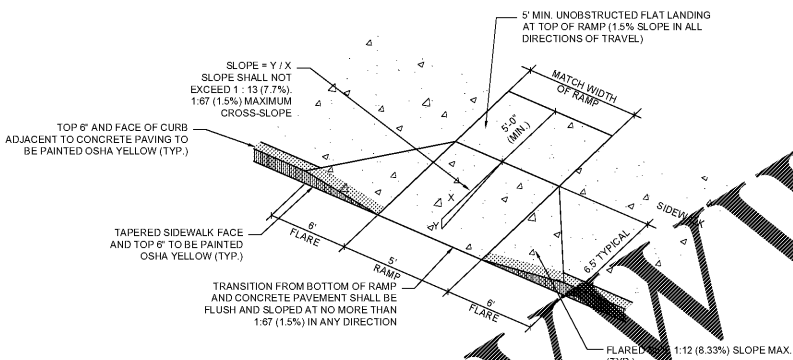 5' MIN. UNOBSTRUCTED FLAT LANDING
AT TOP OF RAMP (1.5% SLOPE IN ALL
DIRECTIONS OF TRAVEL)
SLOPE = Y / X
SLOPE SHALL NOT
EXCEED 1 : 13 (7.7%).
1:67 (1.5%) MAXIMUM
CROSS-SLOPE
MATCH WIDTH
OF RAMP
5'-0"
(MIN.)
TOP 6" AND FACE OF CURB
ADJACENT TO CONCRETE PAVING TO
BE PAINTED OSHA YELLOW (TYP.)
X
Y
SIDEWALK
TAPERED SIDEWALK FACE
AND TOP 6" TO BE PAINTED
OSHA YELLOW (TYP.)
6'
FLARE
5'
RAMP
6'
FLARE
6.5' TYPICAL
TRANSITION FROM BOTTOM OF RAMP
AND CONCRETE PAVEMENT SHALL BE
FLUSH AND SLOPED AT NO MORE THAN
1:67 (1.5%) IN ANY DIRECTION
FLARED 1:12 (8.33%) SLOPE MAX.
(TYP.)